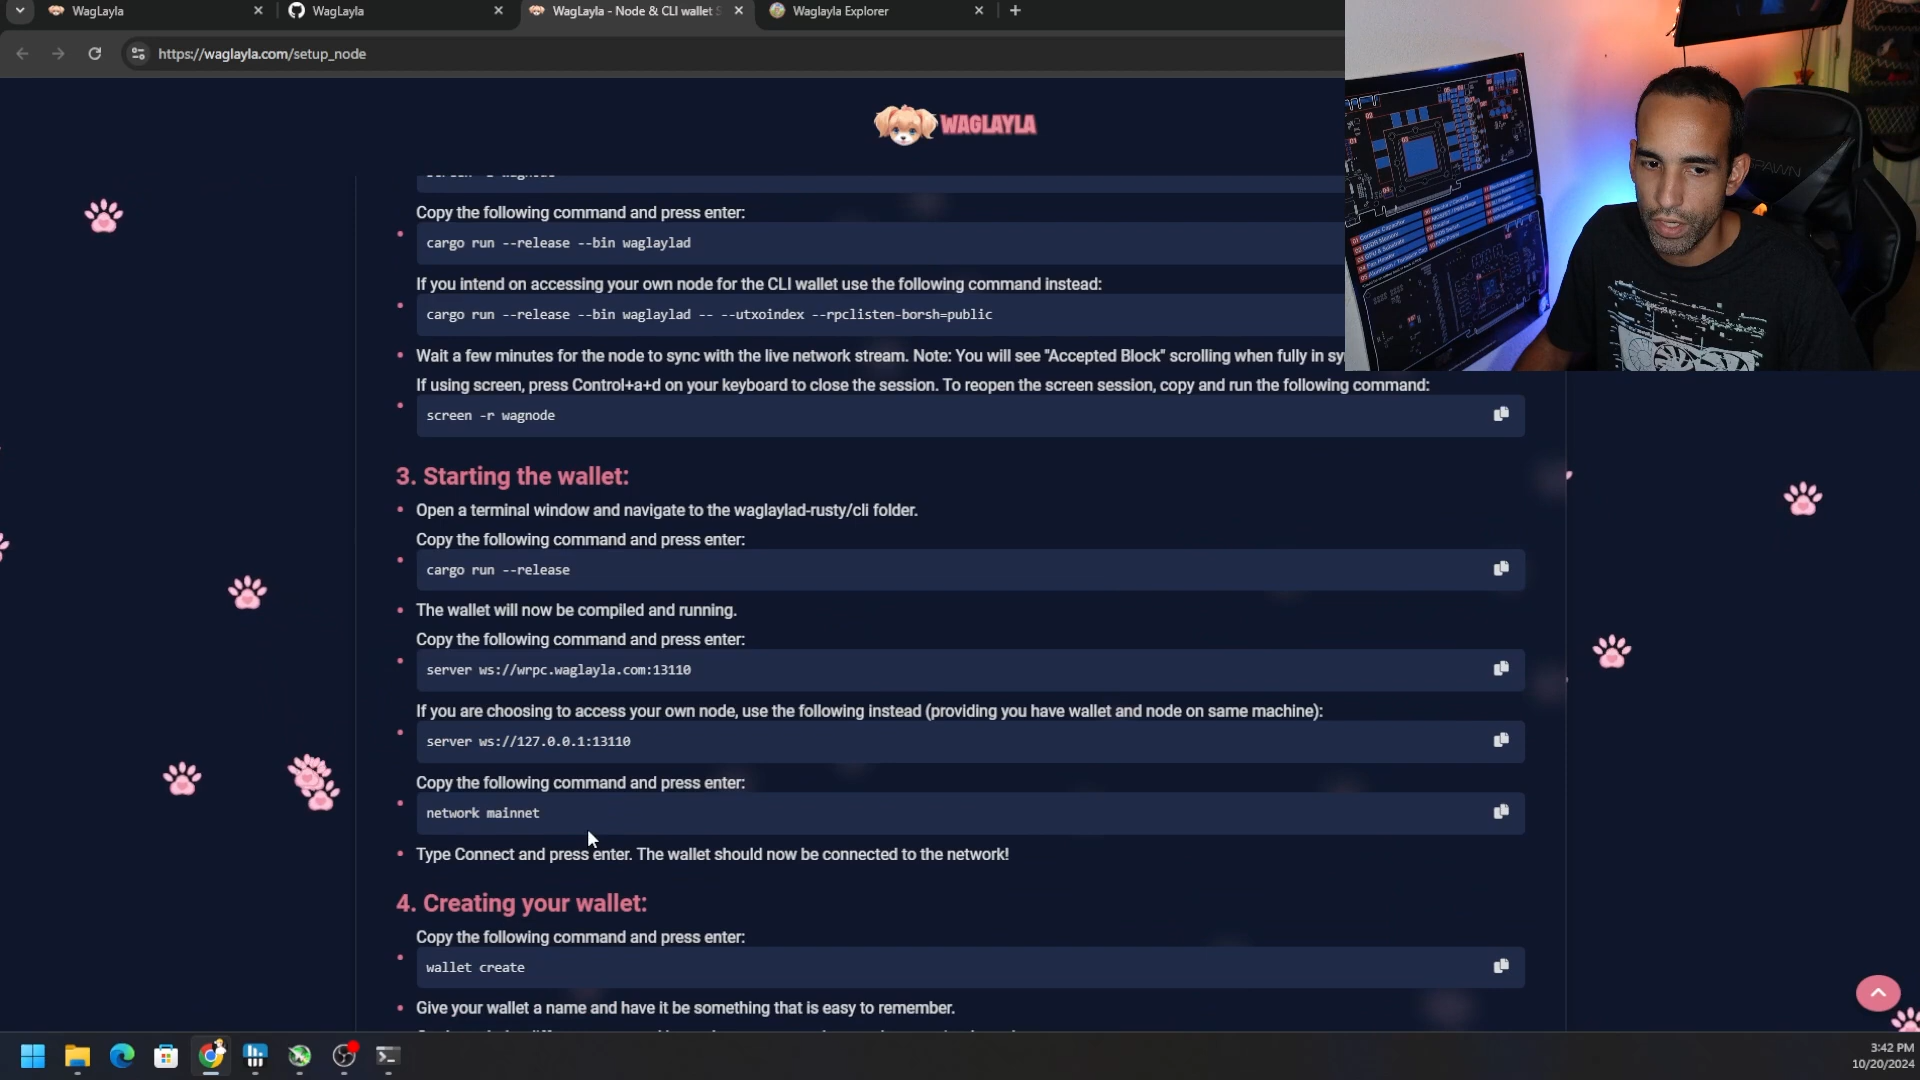 WagLayla
WagLayla
WagLayla - Node & CLI wallet S
Waglayla Explorer
https://waglayla.com/setup_node
WAGLAYLA
Copy the following command and press enter:
cargo run --release --bin waglaylad
If you intend on accessing your own node for the CLI wallet use the following command instead:
cargo run --release --bin waglaylad -- --utxoindex --rpclisten-borsh=public
Wait a few minutes for the node to sync with the live network stream. Note: You will see "Accepted Block" scrolling when fully in sy
If using screen, press Control+a+d on your keyboard to close the session. To reopen the screen session, copy and run the following command:
screen -r wagnode
3. Starting the wallet:
Open a terminal window and navigate to the waglaylad-rusty/cli folder.
Copy the following command and press enter:
cargo run --release
The wallet will now be compiled and running.
Copy the following command and press enter:
server ws://wrpc.waglayla.com:13110
If you are choosing to access your own node, use the following instead (providing you have wallet and node on same machine):
server ws://127.0.0.1:13110
Copy the following command and press enter:
network mainnet
Type Connect and press enter. The wallet should now be connected to the network!
4. Creating your wallet:
Copy the following command and press enter:
wallet create
Give your wallet a name and have it be something that is easy to remember.
3:42 PM
10/20/2024